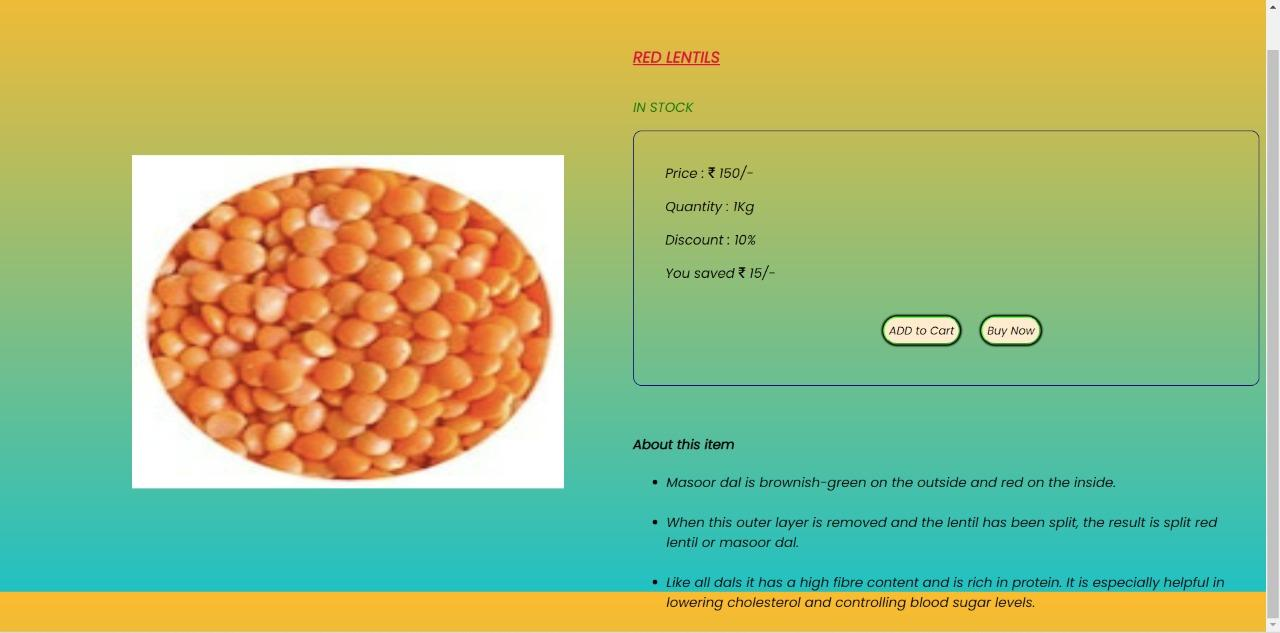 RED LENTILS
IN STOCK
Price : ₹ 150/-
Quantity : 1Kg
Discount : 10%
You saved ₹ 15/-
ADD to Cart Buy Now
About this item
• Masoor dal is brownish-green on the outside and red on the inside.
• When this outer layer is removed and the lentil has been split, the result is split red
lentil or masoor dal.
• Like all dals it has a high fibre content and is rich in protein. It is especially helpful in
lowering cholesterol and controlling blood sugar levels.